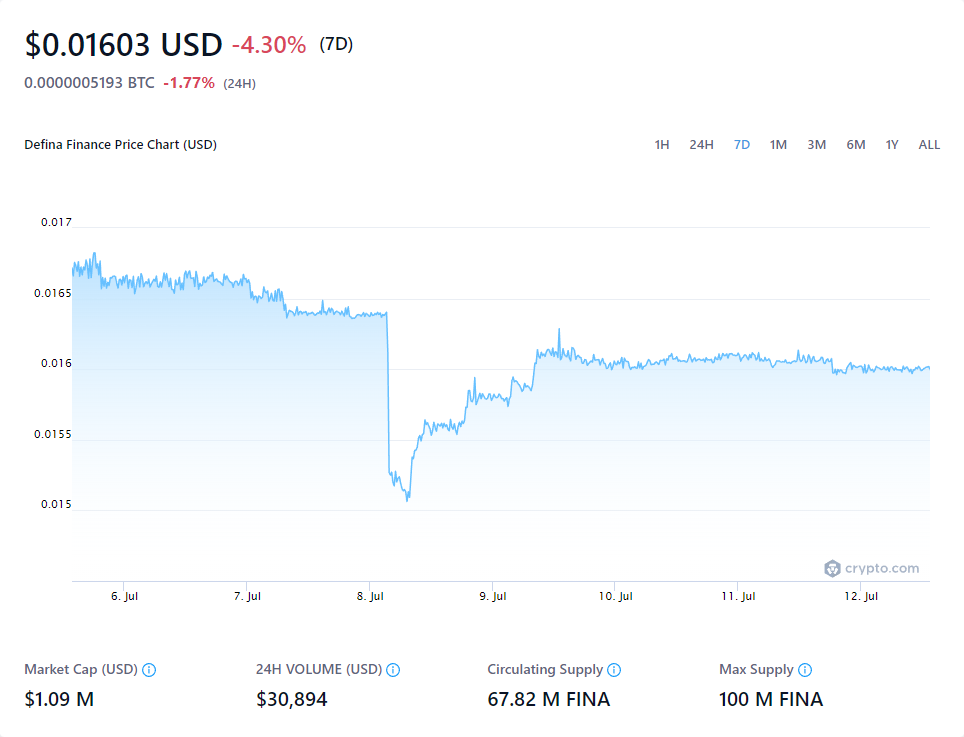 $0.01603 USD -4.30% (7D)
0.0000005193 BTC -1.77% (24H)
Defina Finance Price Chart (USD) 1H 24H 7D 1M 3M 6M 1Y ALL
0.017
0.0165
0.016
0.0155
0.015
crypto.com
6. Jul 7. Jul 8. Jul 9. Jul 10. Jul 11. Jul 12. Jul
Market Cap (USD) 24H VOLUME (USD) Circulating Supply Max Supply
$1.09 M $30,894 67.82 M FINA 100 M FINA